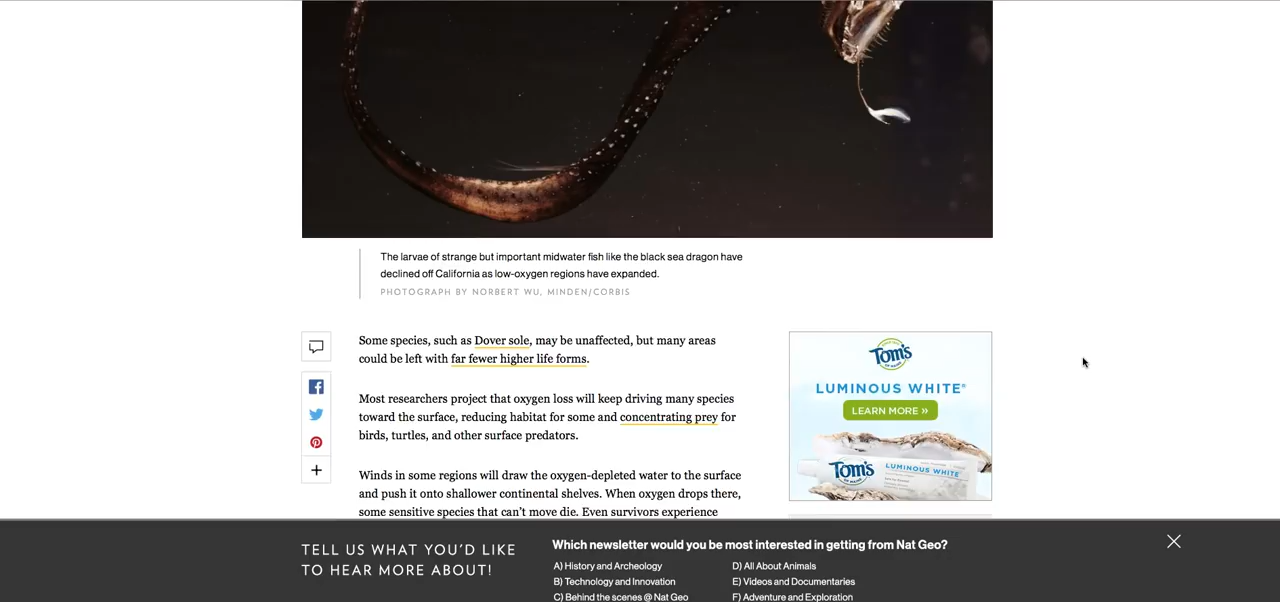 The larvae of strange but important midwater fish like the black sea dragon have
declined off California as low-oxygen regions have expanded.
PHOTOGRAPH BY NORBERT WU, MINDEN/CORBIS
Some species, such as Dover sole, may be unaffected, but many areas
could be left with far fewer higher life forms.
Most researchers project that oxygen loss will keep driving many species
toward the surface, reducing habitat for some and concentrating prey for
birds, turtles, and other surface predators.
Winds in some regions will draw the oxygen-depleted water to the surface
and push it onto shallower continental shelves. When oxygen drops there,
some sensitive species that can’t move die. Even survivors experience
Tom's
OF MAINE
LUMINOUS WHITE®
LEARN MORE »
Tom's
OF MAINE
LUMINOUS WHITE
TELL US WHAT YOU'D LIKE
TO HEAR MORE ABOUT!
Which newsletter would you be most interested in getting from Nat Geo?
A) History and Archeology
B) Technology and Innovation
C) Behind the scenes @ Nat Geo
D) All About Animals
E) Videos and Documentaries
F) Adventure and Exploration